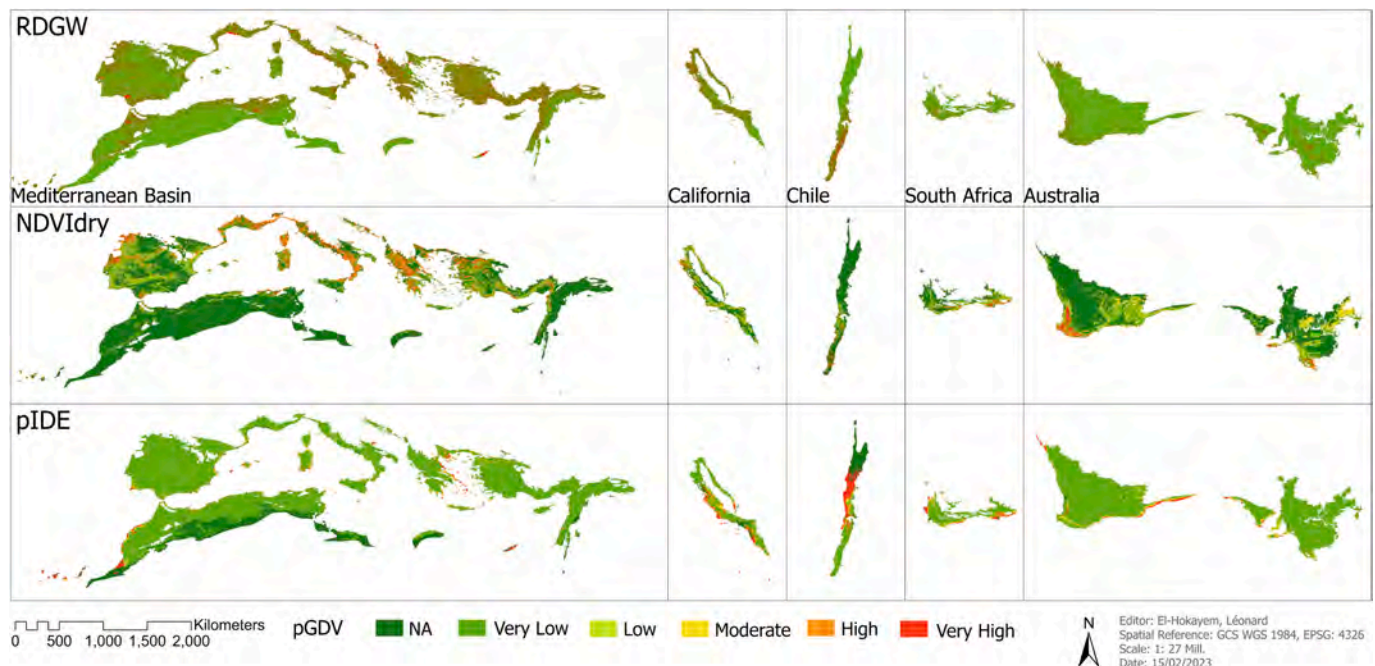 RDGW
Mediterranean Basin
California
Chile
South Africa
Australia
NDVIdry
pIDE
Kilometers
0 500 1,000 1,500 2,000
pGDV NA Very Low Low Moderate High Very High
N
Editor: El-Hokayem, Léonard
Spatial Reference: GCS WGS 1984, EPSG: 4326
Scale: 1: 27 Mill.
Date: 15/02/2023